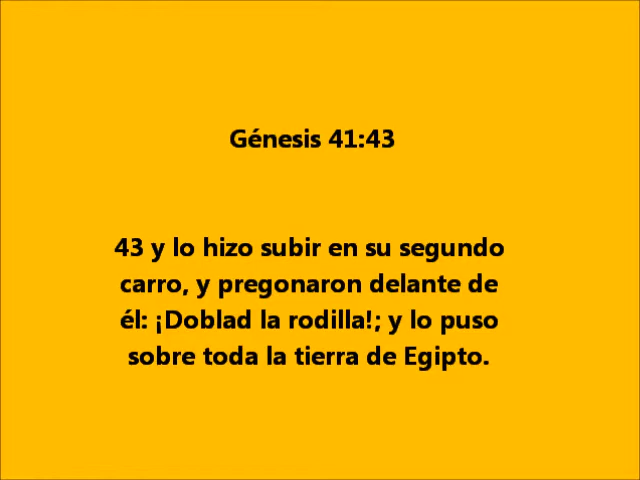 Génesis 41:43
43 y lo hizo subir en su segundo
carro, y pregonaron delante de
él: ¡Doblad la rodilla!; y lo puso
sobre toda la tierra de Egipto.